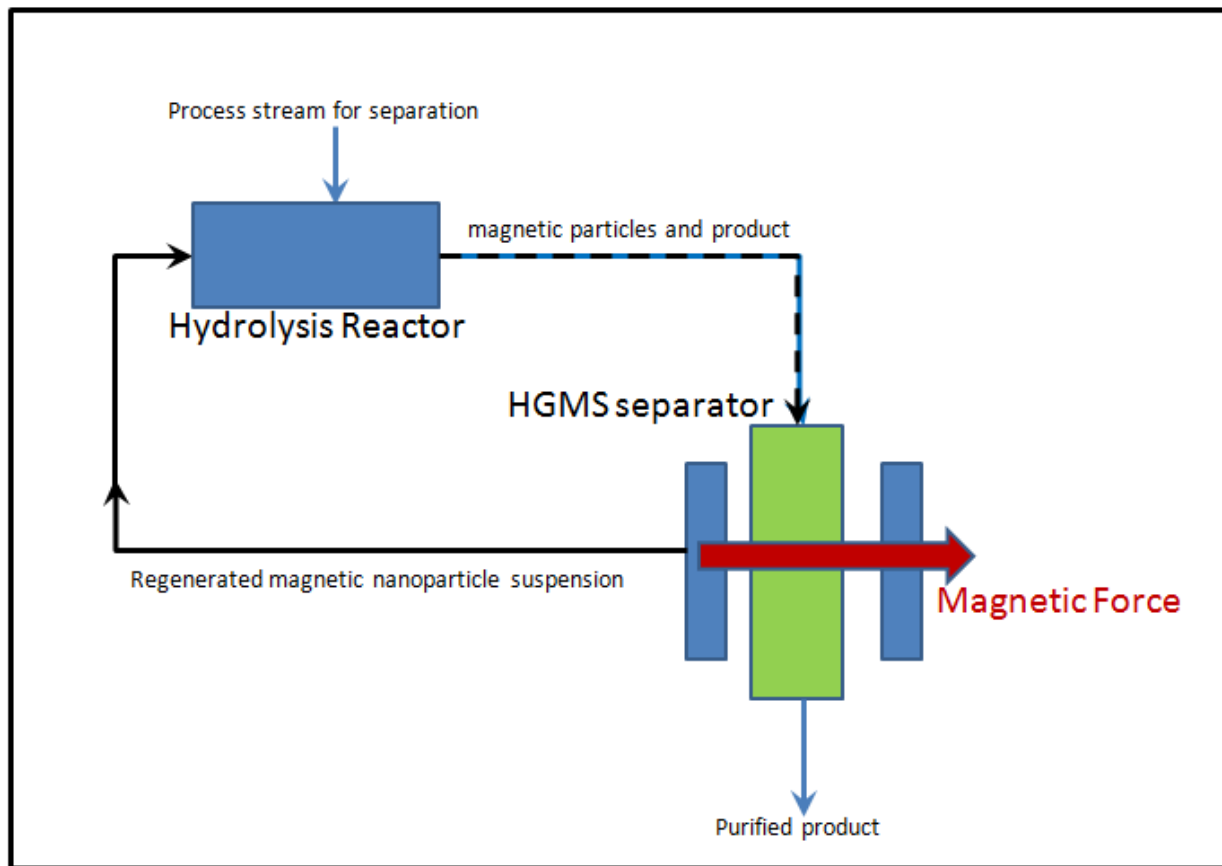 Process stream for separation
magnetic particles and product
Hydrolysis Reactor
HGMS separator
Regenerated magnetic nanoparticle suspension
Magnetic Force
Purified product